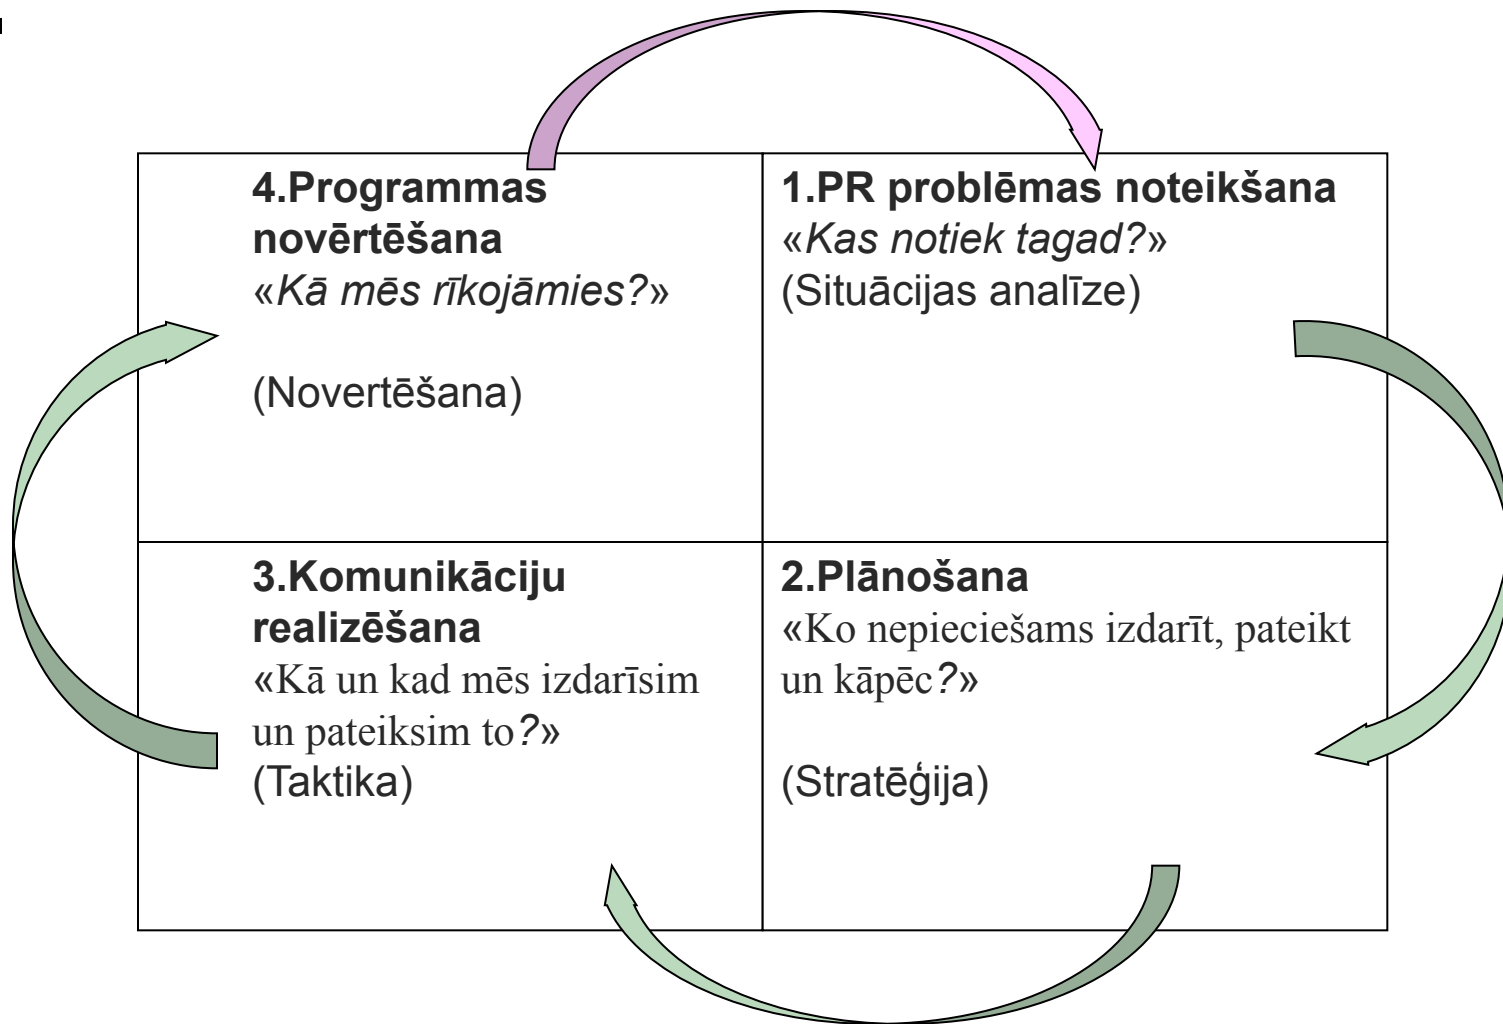 4.Programmas
novērtēšana
«Kā mēs rīkojāmies?»
(Novertēšana)
1.PR problēmas noteikšana
«Kas notiek tagad?»
(Situācijas analīze)
3.Komunikāciju
realizēšana
«Kā un kad mēs izdarīsim
un pateiksim to?»
(Taktika)
2.Plānošana
«Ko nepieciešams izdarīt, pateikt
un kāpēc?»
(Stratēģija)